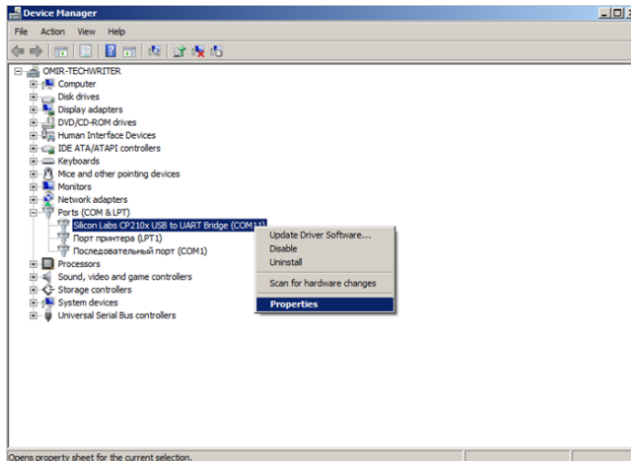 Device Manager
File Action View Help
OMIR-TECHWRITER
Computer
Disk drives
Display adapters
DVD/CD-ROM drives
Human Interface Devices
IDE ATA/ATAPI controllers
Keyboards
Mice and other pointing devices
Monitors
Network adapters
Ports (COM & LPT)
Silicon Labs CP210x USB to UART Bridge (COM11)
Порт принтера (LPT1)
Последовательный порт (COM1)
Processors
Sound, video and game controllers
Storage controllers
System devices
Universal Serial Bus controllers
Update Driver Software...
Disable
Uninstall
Scan for hardware changes
Properties
Opens property sheet for the current selection.